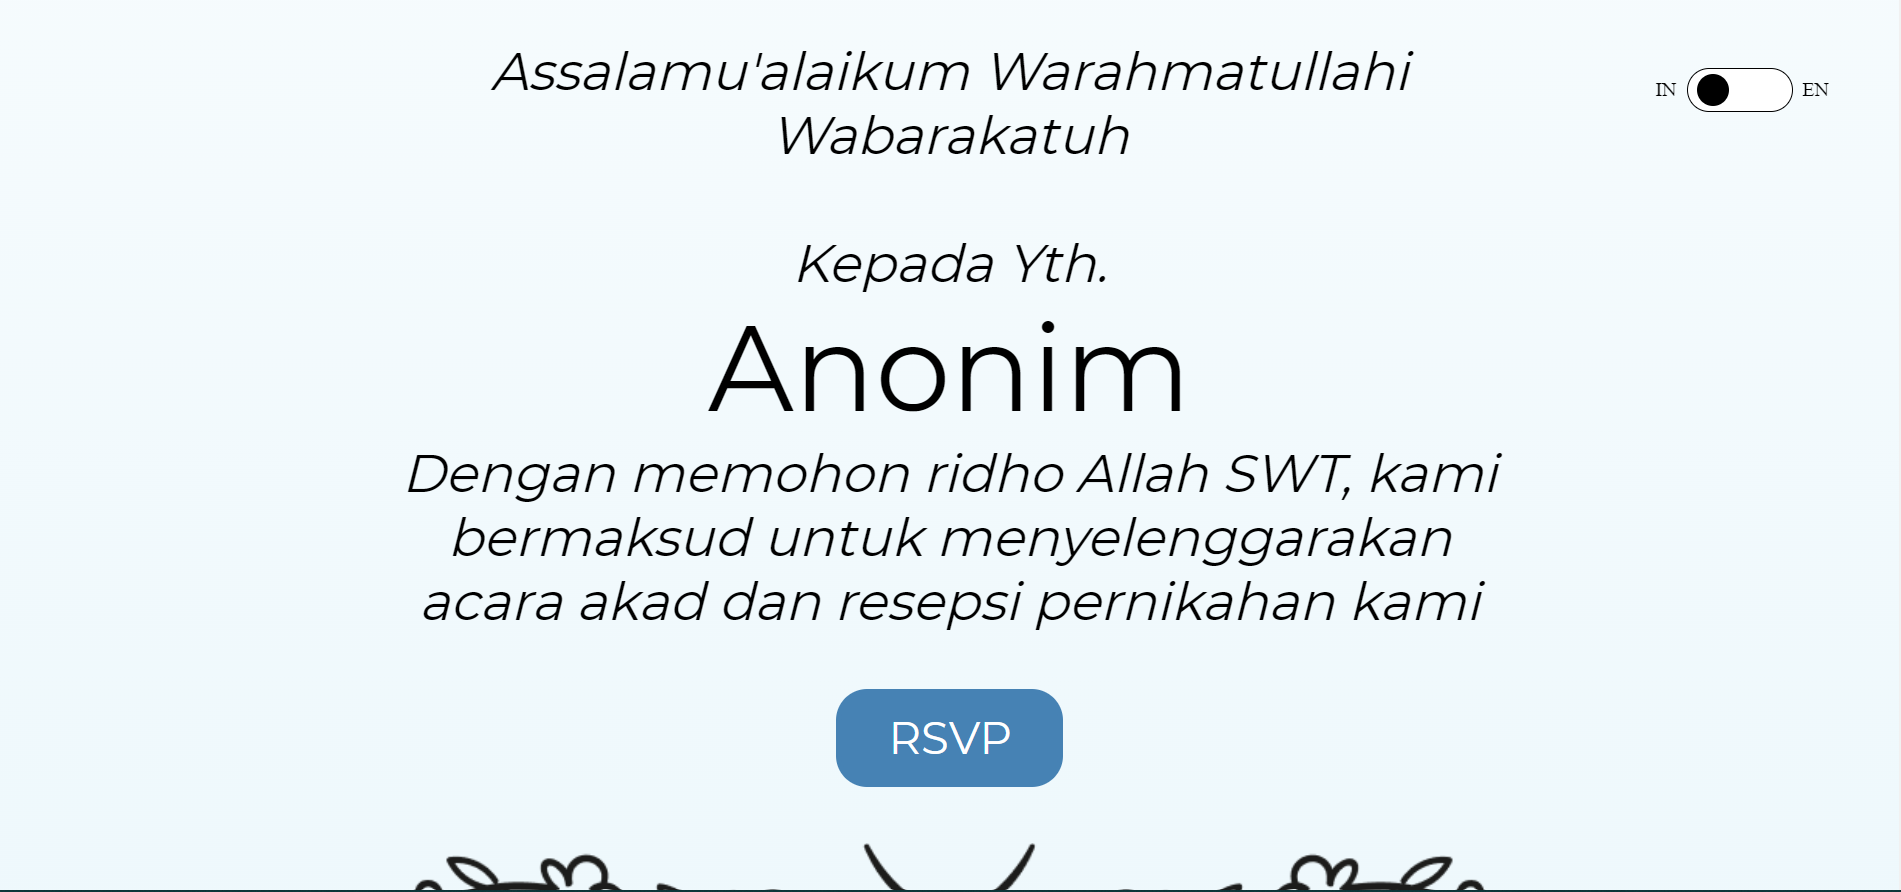 Assalamu'alaikum Warahmatullahi
Wabarakatuh
IN
EN
Kepada Yth.
Anonim
Dengan memohon ridho Allah SWT, kami
bermaksud untuk menyelenggarakan
acara akad dan resepsi pernikahan kami
RSVP